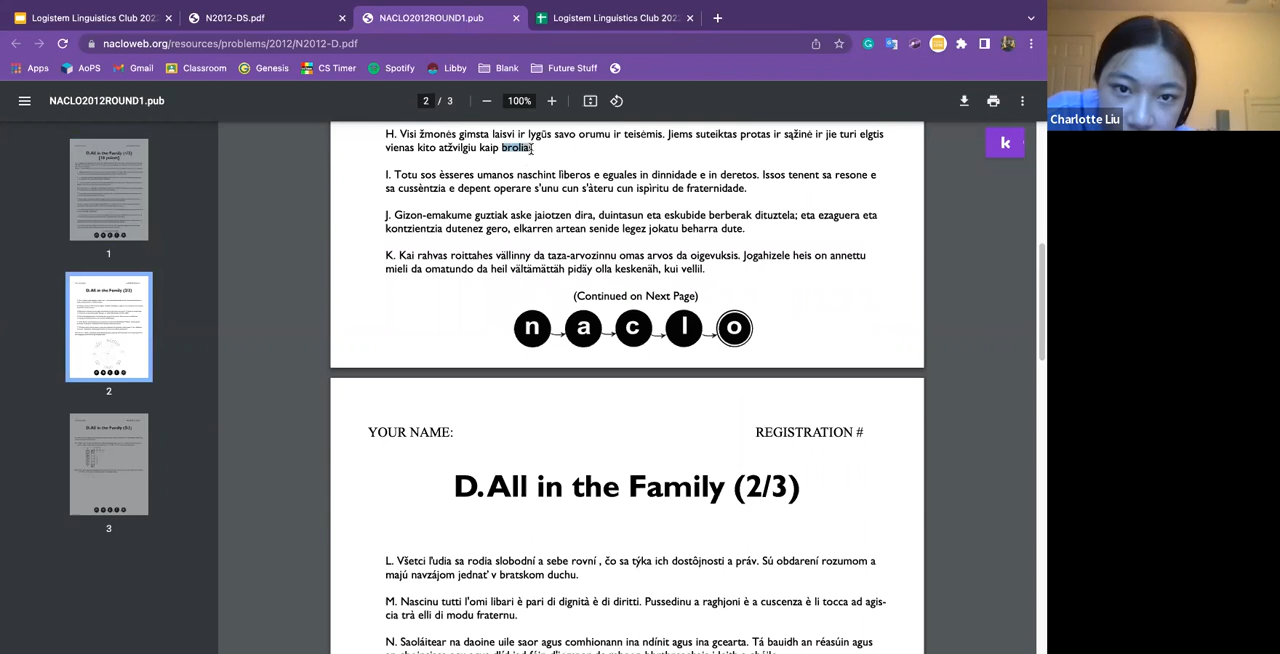 Logistem Linguistics Club 202
N2012-DS.pdf
NACLO2012ROUND1.pub
Logistem Linguistics Club 202
nacloweb.org/resources/problems/2012/N2012-D.pdf
Apps
AoPS
Gmail
Classroom
Genesis
CS Timer
Spotify
Libby
Blank
Future Stuff
NACLO2012ROUND1.pub
2 / 3
100%
Charlotte Liu
k
H. Visi žmonės gimsta laisvi ir lygūs savo orumu ir teisėmis. Jiems suteiktas protas ir sąžinė ir jie turi elgtis
vienas kito atžvilgiu kaip broliai
I. Totu sos èsseres umanos naschint lìberos e eguales in dinnidade e in deretos. Issos tenent sa resone e
sa cussèntzia e depent operare s'unu cun s'àteru cun ispìritu de fraternidade.
J. Gizon-emakume guztiak aske jaiotzen dira, duintasun eta eskubide berberak dituztela; eta ezaguera eta
kontzientzia dutenez gero, elkarren artean senide legez jokatu beharra dute.
K. Kai rahvas roittahes vällinny da taza-arvozinnu omas arvos da oigevuksis. Jogahizele heis on annettu
mieli da omatundo da heil vältämättäh pidäy olla keskenäh, kui vellil.
(Continued on Next Page)
n a c l o
YOUR NAME:
REGISTRATION #
D. All in the Family (2/3)
L. Všetci ľudia sa rodia slobodní a sebe rovní , čo sa týka ich dostôjnosti a práv. Sú obdarení rozumom a
majú navzájom jednať v bratskom duchu.
M. Nascinu tutti l'omi libari è pari di dignità è di diritti. Pussedinu a raghjoni è a cuscenza è li tocca ad agis-
cia trà elli di modu fraternu.
N. Saoláitear na daoine uile saor agus comhionann ina ndínit agus ina gcearta. Tá bauidh an réasúin agus
1
2
3